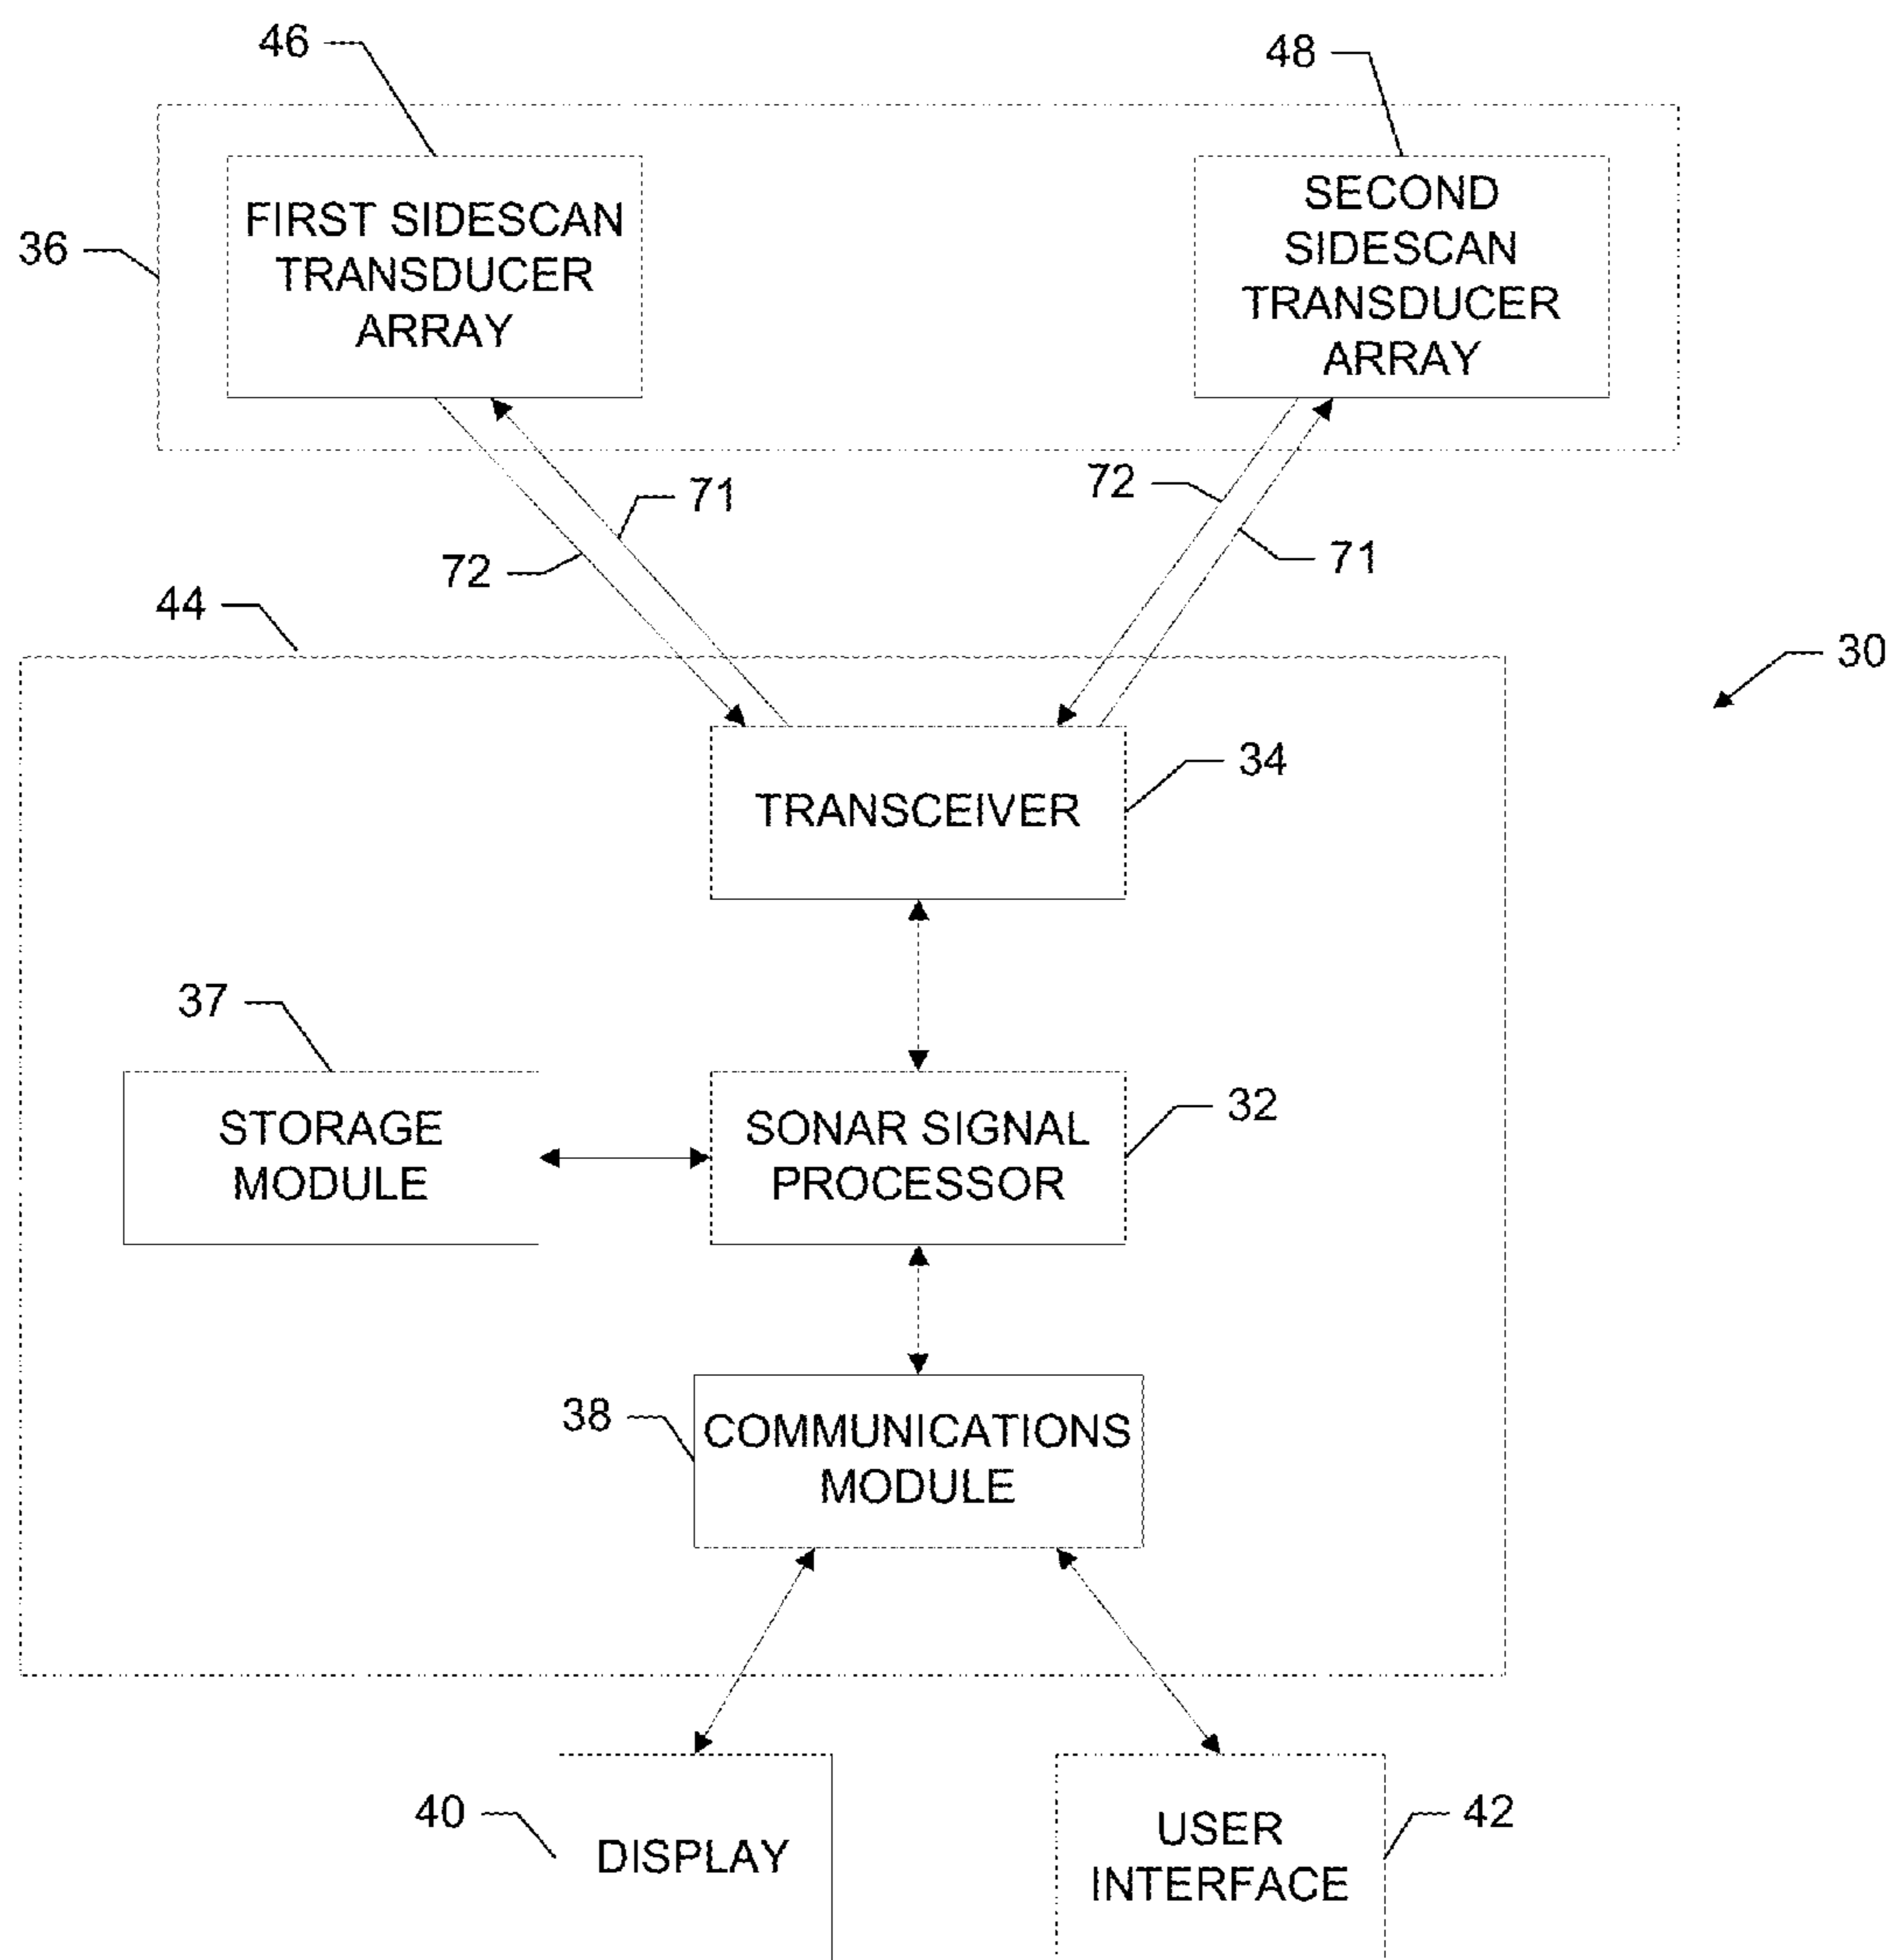 46
48
FIRST SIDESCAN
TRANSDUCER
ARRAY
SECOND
SIDESCAN
TRANSDUCER
ARRAY
36
71
72
72
71
44
30
TRANSCEIVER
34
37
STORAGE
MODULE
SONAR SIGNAL
PROCESSOR
32
38
COMMUNICATIONS
MODULE
40
DISPLAY
USER
INTERFACE
42